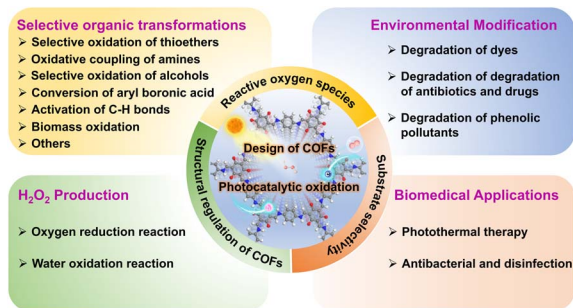 Selective organic transformations
➤ Selective oxidation of thioethers
➤ Oxidative coupling of amines
➤ Selective oxidation of alcohols
➤ Conversion of aryl boronic acid
➤ Activation of C-H bonds
➤ Biomass oxidation
➤ Others
Environmental Modification
➤ Degradation of dyes
➤ Degradation of degradation
of antibiotics and drugs
➤ Degradation of phenolic
pollutants
Reactive oxygen species
Structural regulation of COFs
Substrate selectivity
Design of COFs
Photocatalytic oxidation
H₂O₂ Production
➤ Oxygen reduction reaction
➤ Water oxidation reaction
Biomedical Applications
➤ Photothermal therapy
➤ Antibacterial and disinfection